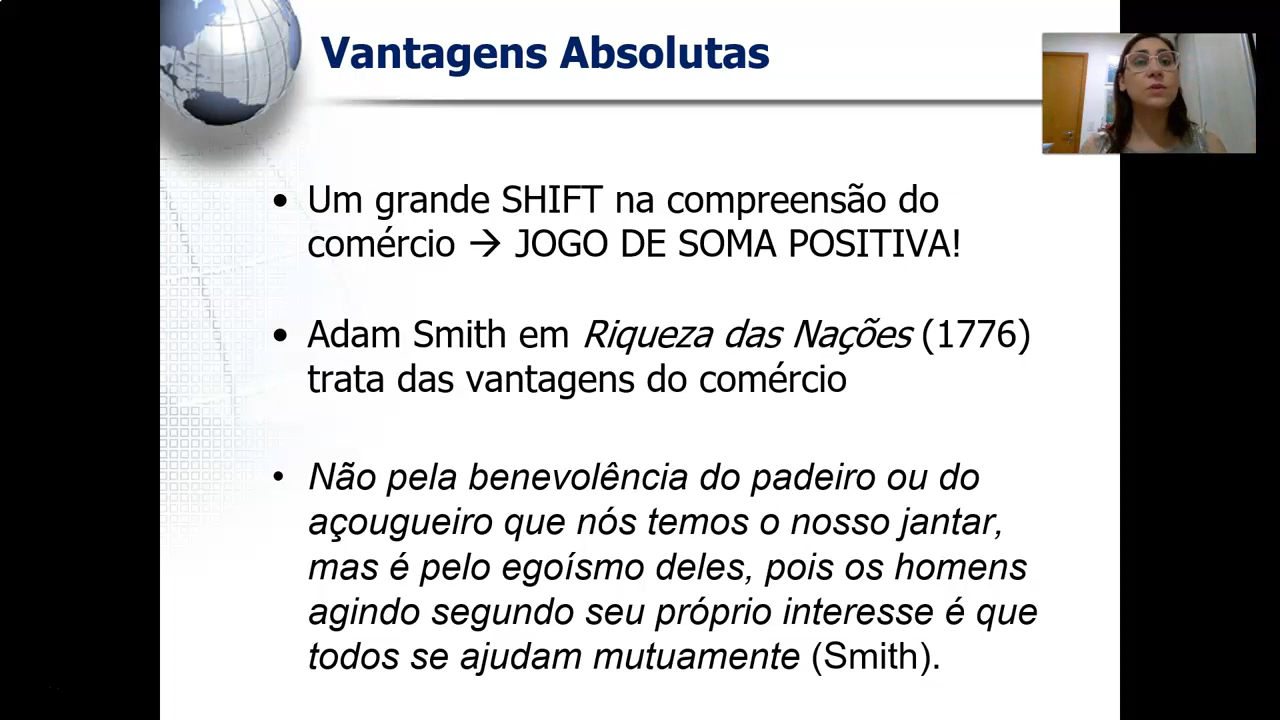 Vantagens Absolutas
• Um grande SHIFT na compreensão do
comércio → JOGO DE SOMA POSITIVA!
• Adam Smith em Riqueza das Nações (1776)
trata das vantagens do comércio
• Não pela benevolência do padeiro ou do
açougueiro que nós temos o nosso jantar,
mas é pelo egoísmo deles, pois os homens
agindo segundo seu próprio interesse é que
todos se ajudam mutuamente (Smith).